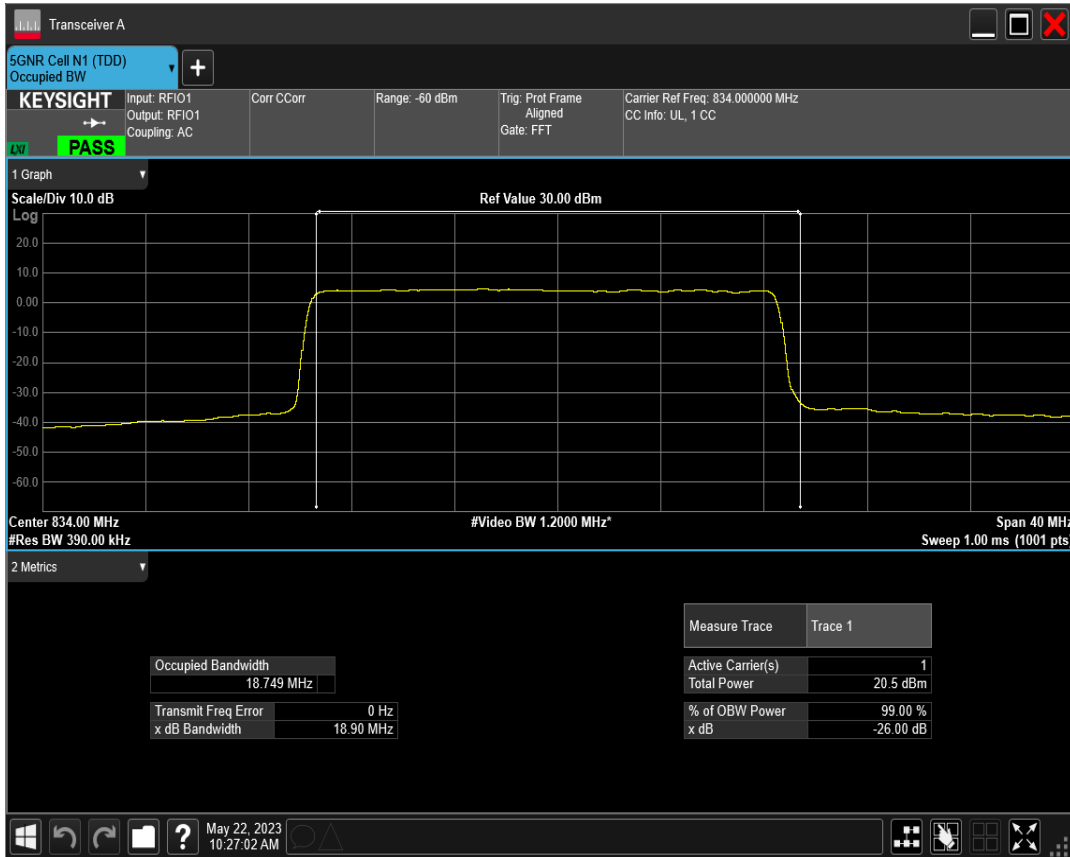 Transceiver A
5GNR Cell N1 (TDD)
Occupied BW
+
KEYSIGHT
LXI
PASS
Input: RFIO1
Output: RFIO1
Coupling: AC
Corr CCorr
Range: -60 dBm
Trig: Prot Frame
Aligned
Gate: FFT
Carrier Ref Freq: 834.000000 MHz
CC Info: UL, 1 CC
1 Graph
Scale/Div 10.0 dB
Ref Value 30.00 dBm
Log
20.0
10.0
0.00
-10.0
-20.0
-30.0
-40.0
-50.0
-60.0
Center 834.00 MHz
#Video BW 1.2000 MHz*
Span 40 MHz
#Res BW 390.00 kHz
Sweep 1.00 ms (1001 pts)
2 Metrics
Measure Trace Trace 1
Occupied Bandwidth
18.749 MHz
Active Carrier(s) 1
Total Power 20.5 dBm
Transmit Freq Error 0 Hz
x dB Bandwidth 18.90 MHz
% of OBW Power 99.00 %
x dB -26.00 dB
?
May 22, 2023
10:27:02 AM